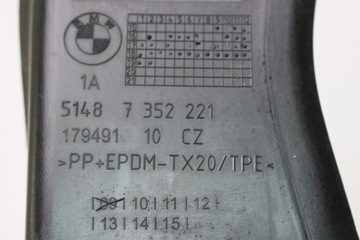 BMW
1A
5148 7 352 221
179491 10 CZ
>PP+EPDM-TX20/TPE<
|09|10|11|12|
|13|14|15|